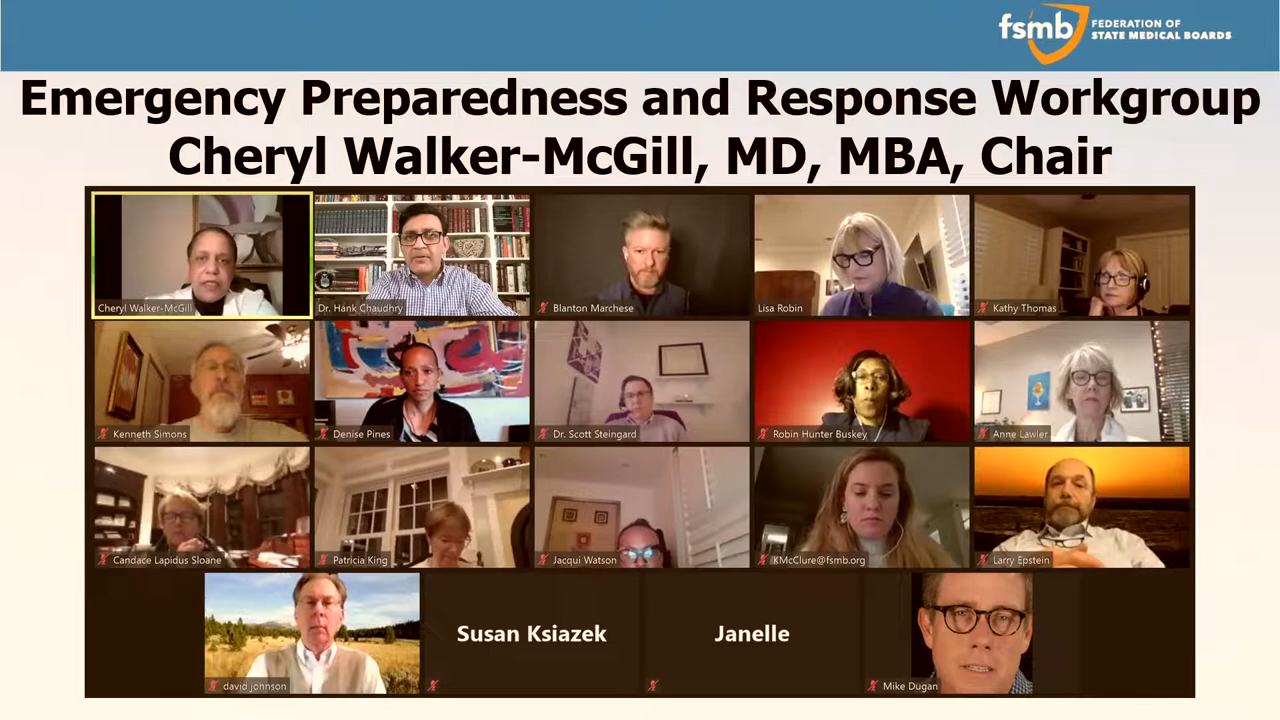 fsmb
FEDERATION OF
STATE MEDICAL BOARDS
Emergency Preparedness and Response Workgroup
Cheryl Walker-McGill, MD, MBA, Chair
Cheryl Walker-McGill
Dr. Hank Chaudhry
Blanton Marchese
Lisa Robin
Kathy Thomas
Kenneth Simons
Denise Pines
Dr. Scott Steingard
Robin Hunter Buskey
Anne Lawler
Candace Lapidus Sloane
Patricia King
Jacqui Watson
KMcClure@fsmb.org
Larry Epstein
david johnson
Susan Ksiazek
Janelle
Mike Dugan